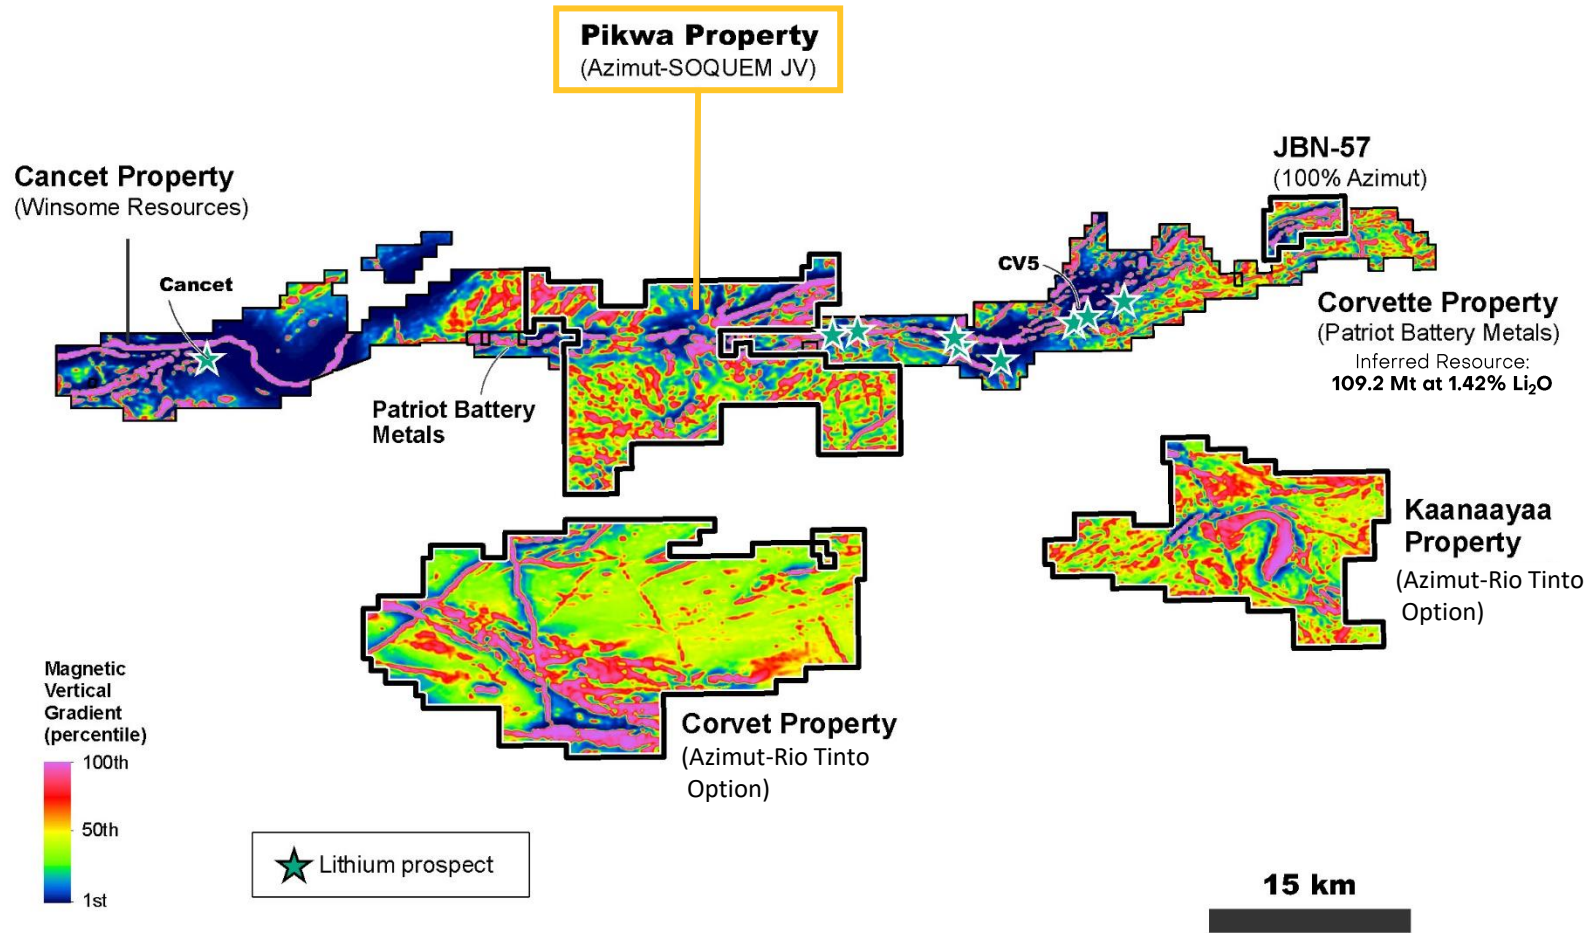 Pikwa Property
(Azimut-SOQUEM JV)
JBN-57
(100% Azimut)
Cancet Property
(Winsome Resources)
Cancet
CV5
Corvette Property
(Patriot Battery Metals)
Inferred Resource:
109.2 Mt at 1.42% Li₂O
Patriot Battery
Metals
Kaanaayaa
Property
(Azimut-Rio Tinto
Option)
Magnetic
Vertical
Gradient
(percentile)
100th
50th
1st
Corvet Property
(Azimut-Rio Tinto
Option)
Lithium prospect
15 km